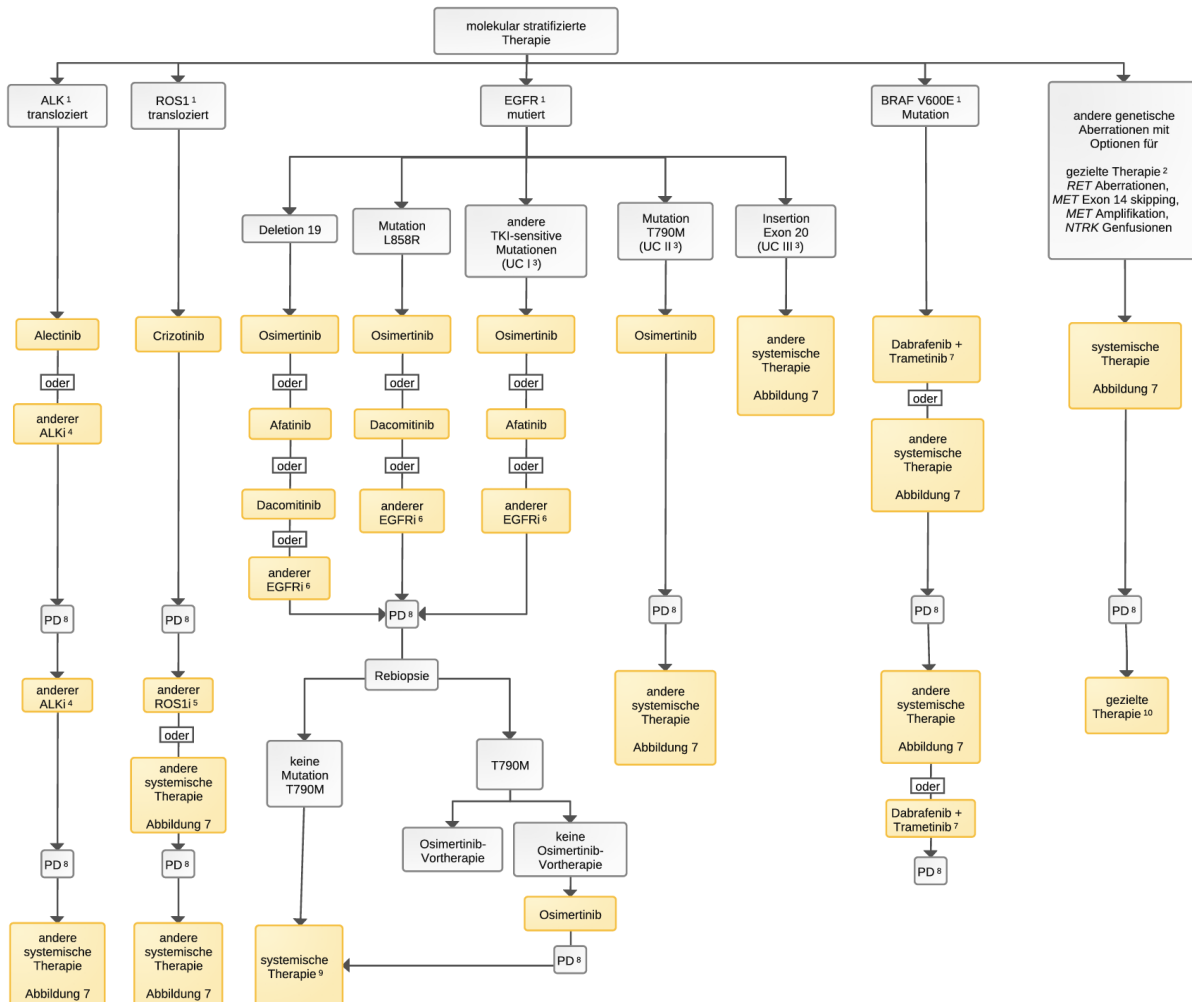 molekular stratifizierte
Therapie
ALK ¹
transloziert
ROS1 ¹
transloziert
EGFR ¹
mutiert
BRAF V600E ¹
Mutation
andere genetische
Aberrationen mit
Optionen für
gezielte Therapie ²
RET Aberrationen,
MET Exon 14 skipping,
MET Amplifikation,
NTRK Genfusionen
Deletion 19
Mutation
L858R
andere
TKI-sensitive
Mutationen
(UC I ³)
Mutation
T790M
(UC II ³)
Insertion
Exon 20
(UC III ³)
Alectinib
oder
anderer
ALKi ⁴
PD ⁸
anderer
ALKi ⁴
PD ⁸
andere
systemische
Therapie
Abbildung 7
Crizotinib
PD ⁸
anderer
ROS1i ⁵
oder
andere
systemische
Therapie
Abbildung 7
PD ⁸
andere
systemische
Therapie
Abbildung 7
Osimertinib
oder
Afatinib
oder
Dacomitinib
oder
anderer
EGFRi ⁶
Osimertinib
oder
Dacomitinib
oder
anderer
EGFRi ⁶
Osimertinib
oder
Afatinib
oder
anderer
EGFRi ⁶
PD ⁸
Rebiopsie
keine
Mutation
T790M
T790M
Osimertinib-
Vortherapie
keine
Osimertinib-
Vortherapie
Osimertinib
PD ⁸
systemische
Therapie ⁹
Osimertinib
PD ⁸
andere
systemische
Therapie
Abbildung 7
andere
systemische
Therapie
Abbildung 7
Dabrafenib +
Trametinib ⁷
oder
andere
systemische
Therapie
Abbildung 7
PD ⁸
andere
systemische
Therapie
Abbildung 7
oder
Dabrafenib +
Trametinib ⁷
PD ⁸
systemische
Therapie
Abbildung 7
PD ⁸
gezielte
Therapie ¹⁰